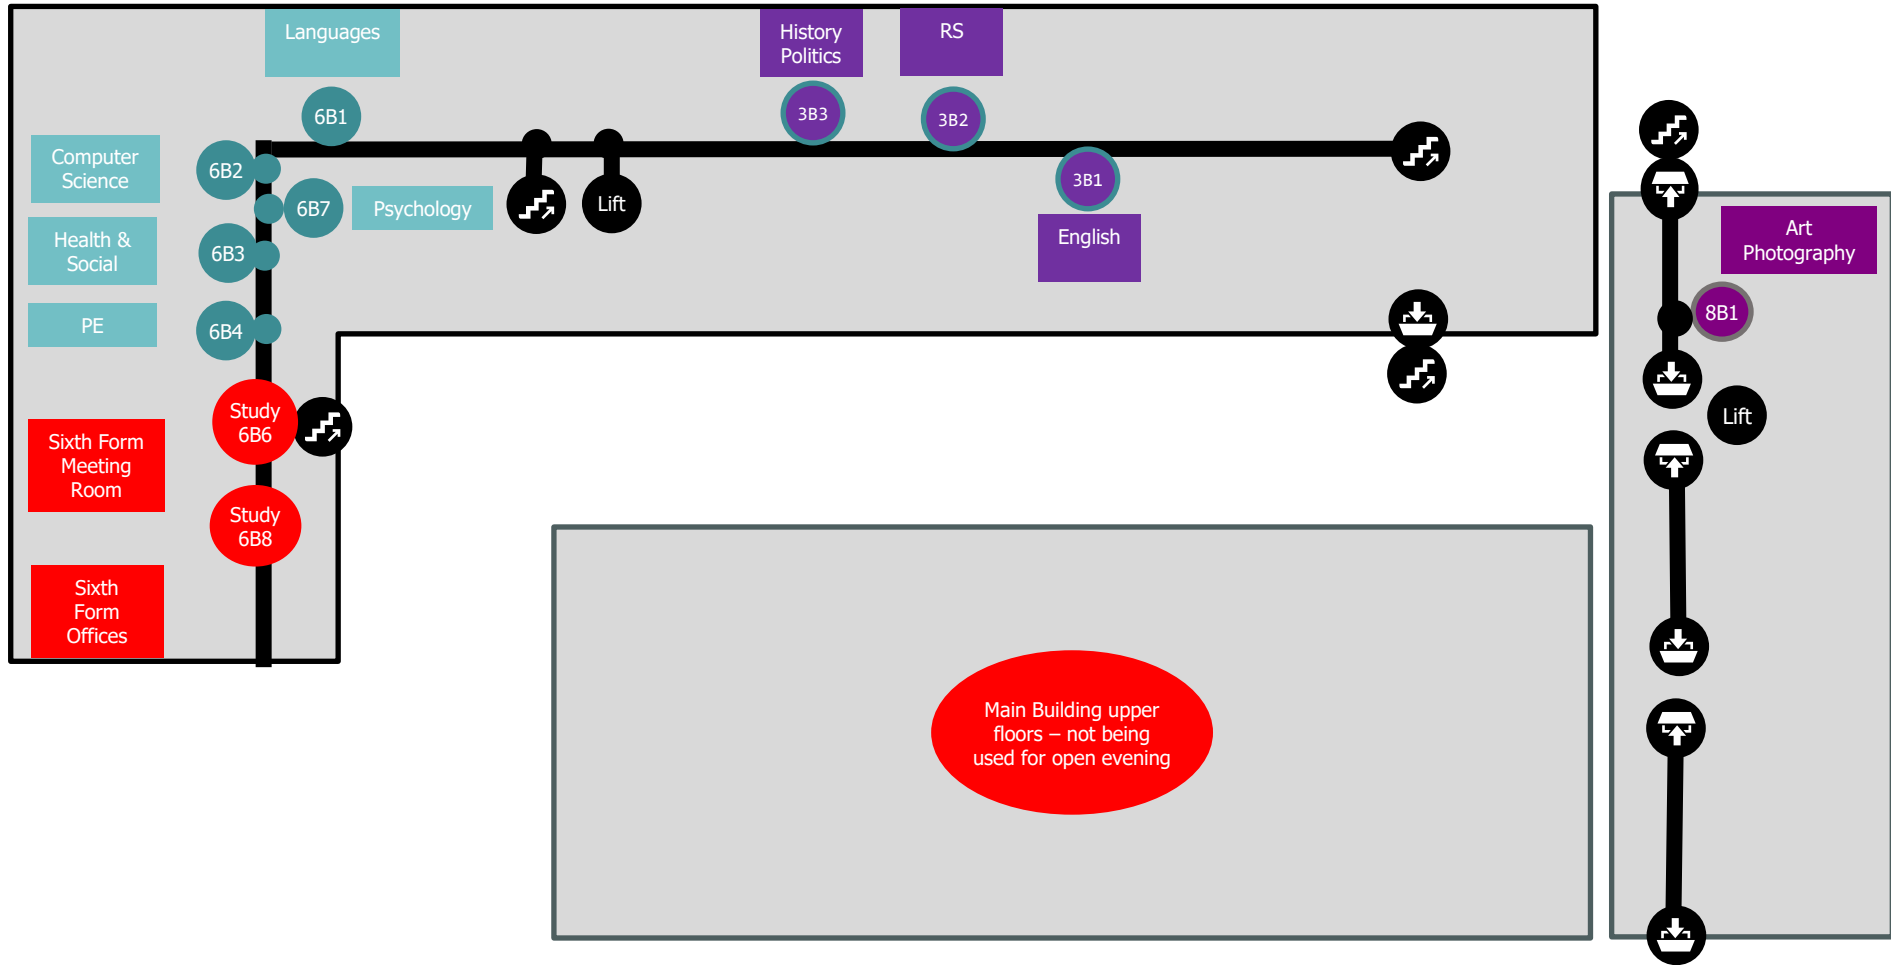 Languages
History
Politics
RS
6B1
3B3
3B2
Computer
Science
6B2
6B7
Psychology
Lift
3B1
English
Health &
Social
6B3
PE
6B4
Art
Photography
8B1
Lift
Study
6B6
Sixth Form
Meeting
Room
Study
6B8
Sixth
Form
Offices
Main Building upper
floors – not being
used for open evening